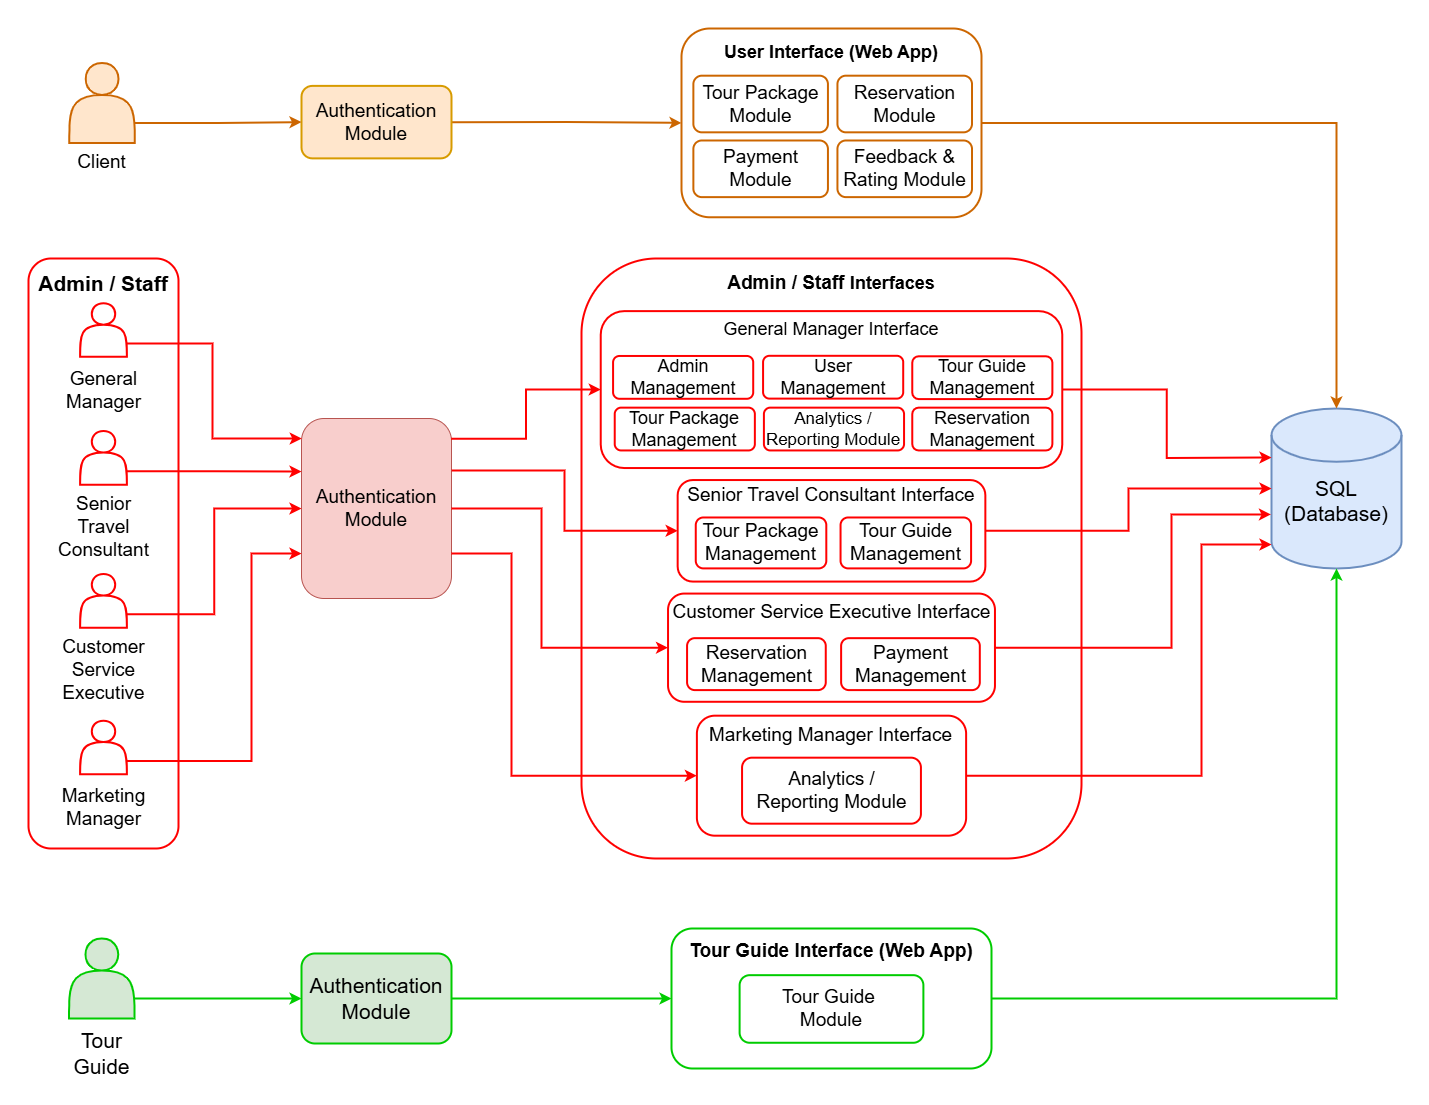 User Interface (Web App)
Tour Package
Module
Reservation
Module
Payment
Module
Feedback &
Rating Module
Authentication
Module
Client
Admin / Staff
General
Manager
Senior
Travel
Consultant
Customer
Service
Executive
Marketing
Manager
Authentication
Module
Admin / Staff Interfaces
General Manager Interface
Admin
Management
User
Management
Tour Guide
Management
Tour Package
Management
Analytics /
Reporting Module
Reservation
Management
Senior Travel Consultant Interface
Tour Package
Management
Tour Guide
Management
Customer Service Executive Interface
Reservation
Management
Payment
Management
Marketing Manager Interface
Analytics /
Reporting Module
SQL
(Database)
Tour
Guide
Authentication
Module
Tour Guide Interface (Web App)
Tour Guide
Module